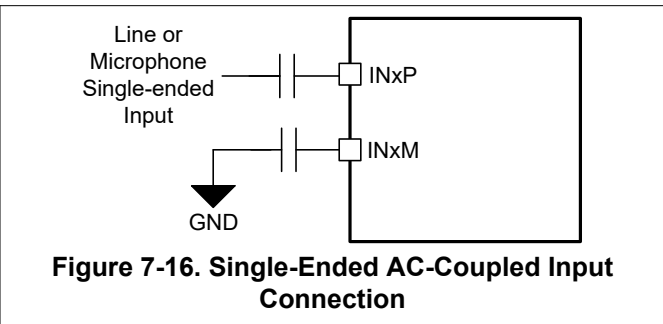 Line or
Microphone
Single-ended
Input
INxP
INxM
GND
Figure 7-16. Single-Ended AC-Coupled Input
Connection